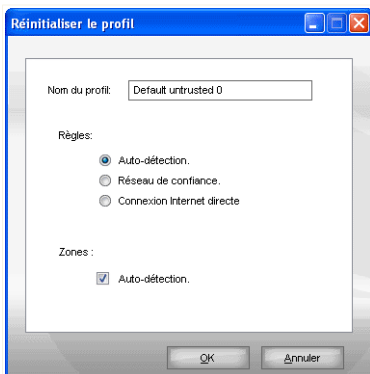 Réinitialiser le profil
Nom du profil: Default untrusted 0
Règles:
Auto-détection.
Réseau de confiance.
Connexion Internet directe
Zones :
Auto-détection.
OK Annuler